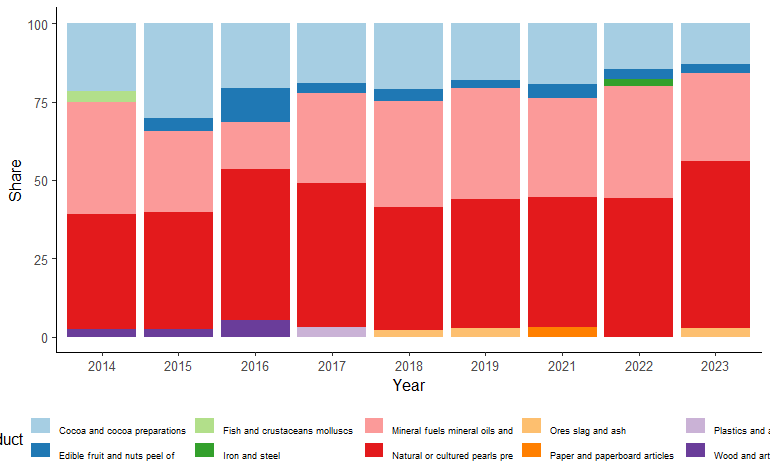 100
75
50
25
0
Share
2014 2015 2016 2017 2018 2019 2021 2022 2023
Year
duct
Cocoa and cocoa preparations Fish and crustaceans molluscs Mineral fuels mineral oils and Ores slag and ash Plastics and a
Edible fruit and nuts peel of Iron and steel Natural or cultured pearls pre Paper and paperboard articles Wood and art